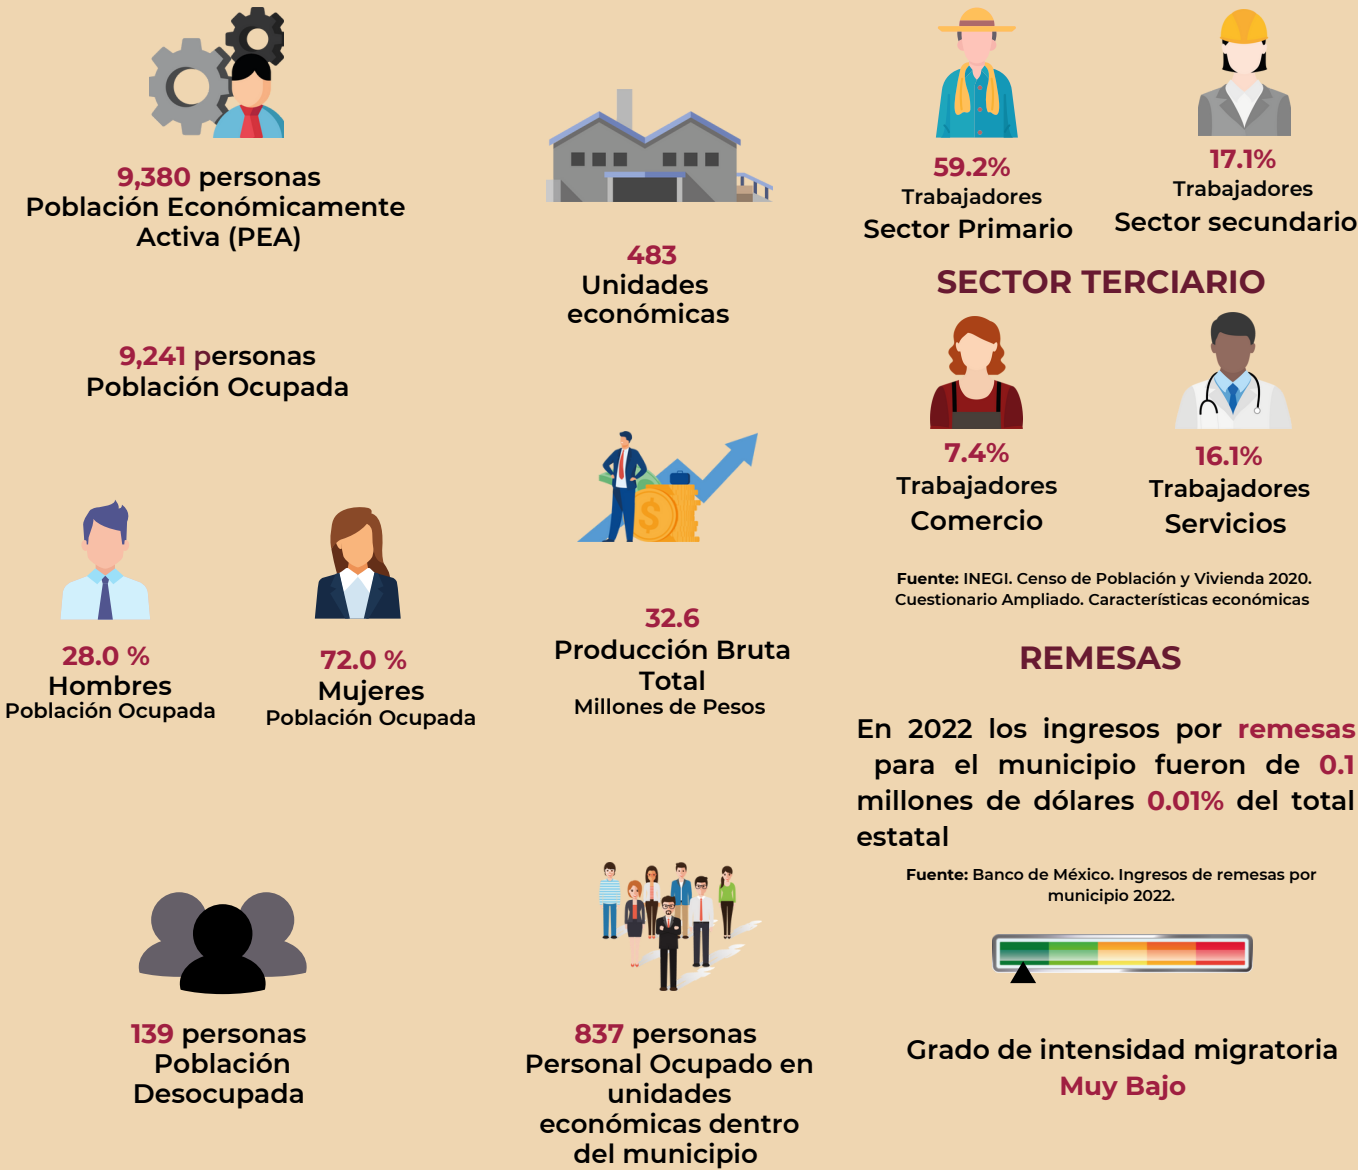 9,380 personas
Población Económicamente
Activa (PEA)
9,241 personas
Población Ocupada
28.0 %
Hombres
Población Ocupada
72.0 %
Mujeres
Población Ocupada
139 personas
Población
Desocupada
483
Unidades
económicas
32.6
Producción Bruta
Total
Millones de Pesos
837 personas
Personal Ocupado en
unidades
económicas dentro
del municipio
59.2%
Trabajadores
Sector Primario
17.1%
Trabajadores
Sector secundario
SECTOR TERCIARIO
7.4%
Trabajadores
Comercio
16.1%
Trabajadores
Servicios
Fuente: INEGI. Censo de Población y Vivienda 2020.
Cuestionario Ampliado. Características económicas
REMESAS
En 2022 los ingresos por remesas
para el municipio fueron de 0.1
millones de dólares 0.01% del total
estatal
Fuente: Banco de México. Ingresos de remesas por
municipio 2022.
Grado de intensidad migratoria
Muy Bajo